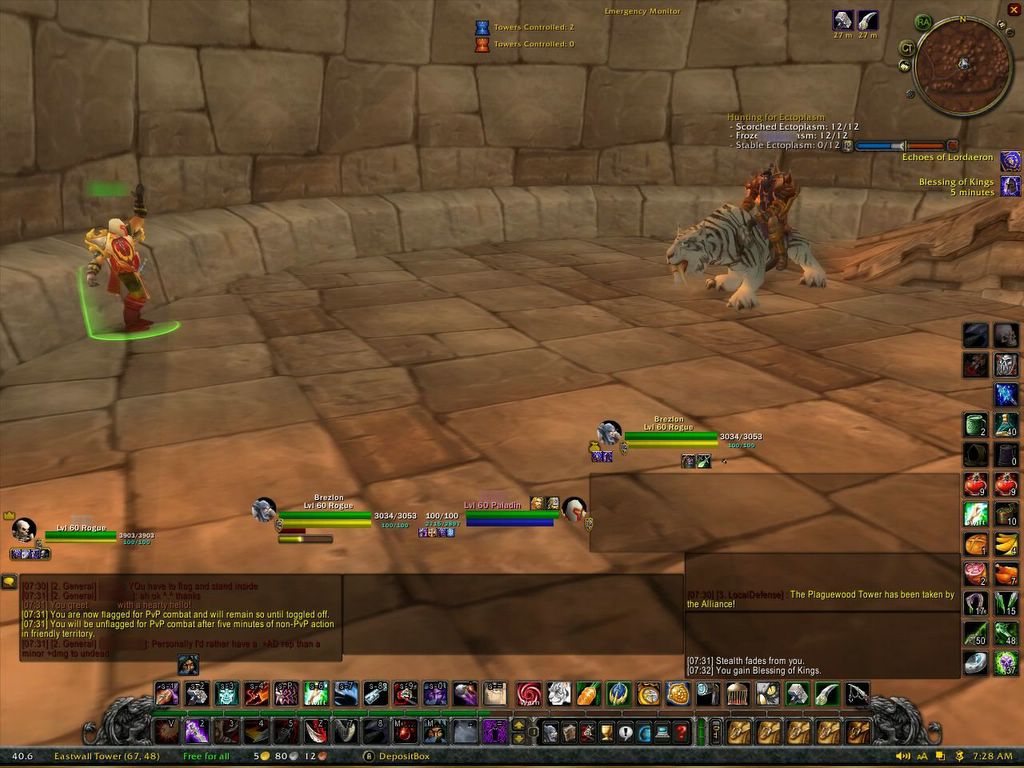 Emergency Monitor
Towers Controlled: 2
Towers Controlled: 0
27 m 27 m
RA
N
CT
Hunting for Ectoplasm
- Scorched Ectoplasm: 12/12
- Froze sm: 12/12
- Stable Ectoplasm: 0/12
Echoes of Lordaeron
Blessing of Kings
5 minutes
Brezlon
Lvl 60 Rogue
3034/3053
100/100
Brezlon
Lvl 60 Rogue
3034/3053
100/100
Lvl 60 Paladin
100/100
Lvl 60 Rogue
3903/3903
100/100
[07:30] [2. General] : YOu have to flag and stand inside
[07:31] [2. General] : ah ok ^.^ thanks
[07:31] You greet with a hearty hello!
[07:31] You are now flagged for PvP combat and will remain so until toggled off.
[07:31] You will be unflagged for PvP combat after five minutes of non-PvP action
in friendly territory.
[07:31] [2. General] : Personally I'd rather have a +AD rep than a
minor +dmg to undead
[07:30] [3. LocalDefense] : The Plaguewood Tower has been taken by
the Alliance!
[07:31] Stealth fades from you.
[07:32] You gain Blessing of Kings.
40.6 Eastwall Tower (67, 48) Free for all 5 80 12 DepositBox 7:28 AM